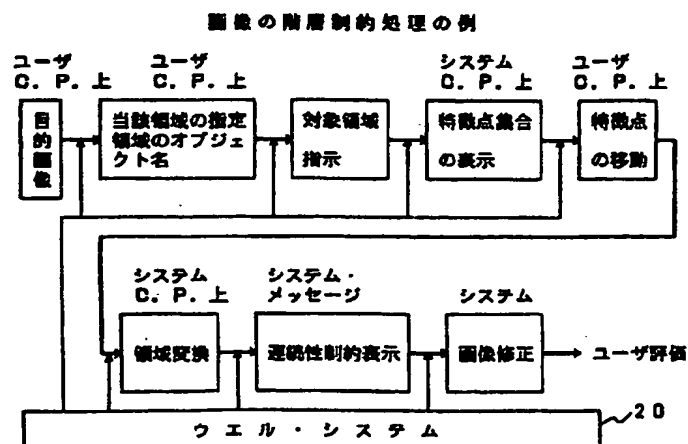 画像の階層制約処理の例
ユーザ
C. P. 上
ユーザ
C. P. 上
システム
C. P. 上
ユーザ
C. P. 上
目的画像
当該領域の指定
領域のオブジェ
クト名
対象領域
指示
特徴点集合
の表示
特徴点
の移動
システム
C. P. 上
システム・
メッセージ
システム
領域変換
連続性制約表示
画像修正
ユーザ評価
20
ウエル・システム